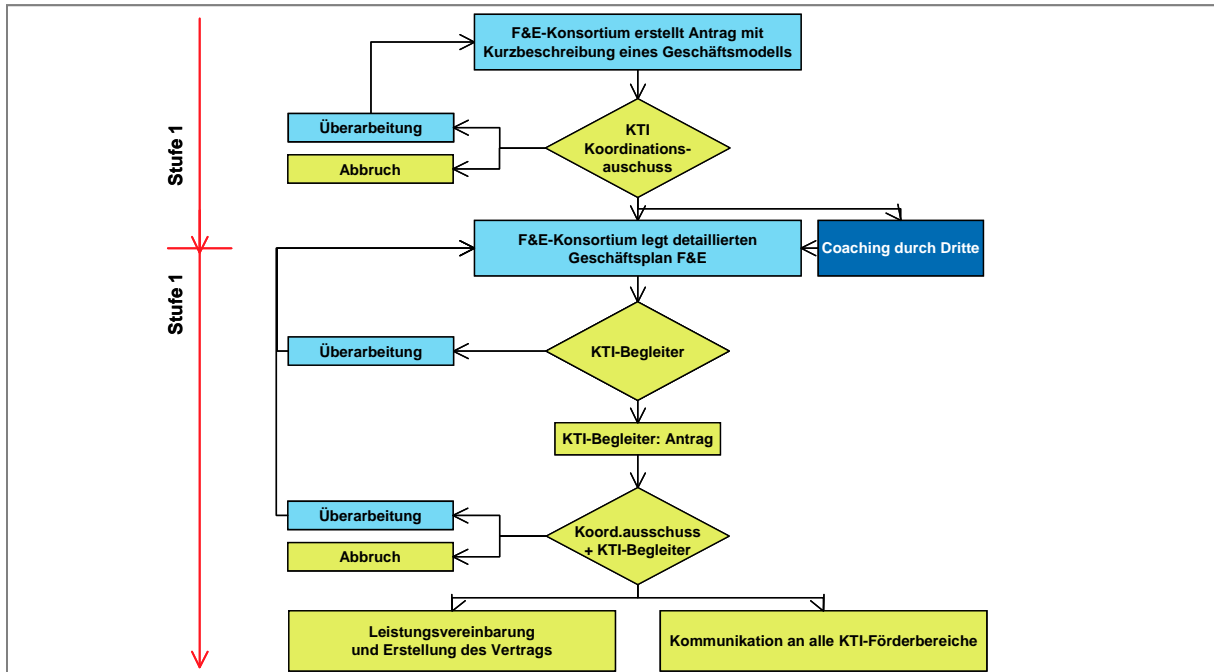 F&E-Konsortium erstellt Antrag mit
Kurzbeschreibung eines Geschäftsmodells
Stufe 1
Überarbeitung
Abbruch
KTI
Koordinations-
auschuss
F&E-Konsortium legt detaillierten
Geschäftsplan F&E
Coaching durch Dritte
Stufe 1
Überarbeitung
KTI-Begleiter
KTI-Begleiter: Antrag
Überarbeitung
Abbruch
Koord.ausschuss
+ KTI-Begleiter
Leistungsvereinbarung
und Erstellung des Vertrags
Kommunikation an alle KTI-Förderbereiche